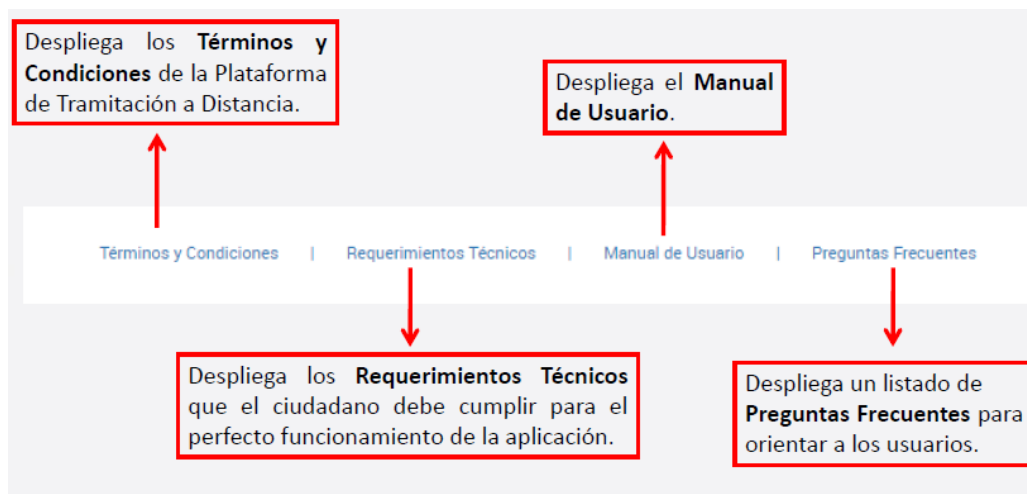 Despliega los Términos y
Condiciones de la Plataforma
de Tramitación a Distancia.
Despliega el Manual
de Usuario.
Términos y Condiciones | Requerimientos Técnicos | Manual de Usuario | Preguntas Frecuentes
Despliega los Requerimientos Técnicos
que el ciudadano debe cumplir para el
perfecto funcionamiento de la aplicación.
Despliega un listado de
Preguntas Frecuentes para
orientar a los usuarios.